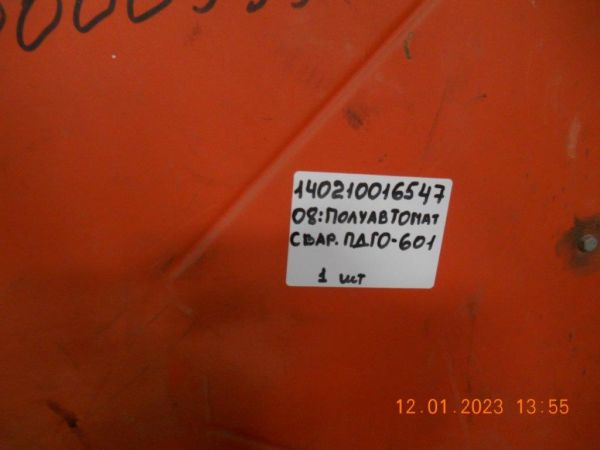 140210016547
08:ПОЛУАВТОМАТ
СВАР. ПДГО-601
1 шт
12.01.2023 13:55